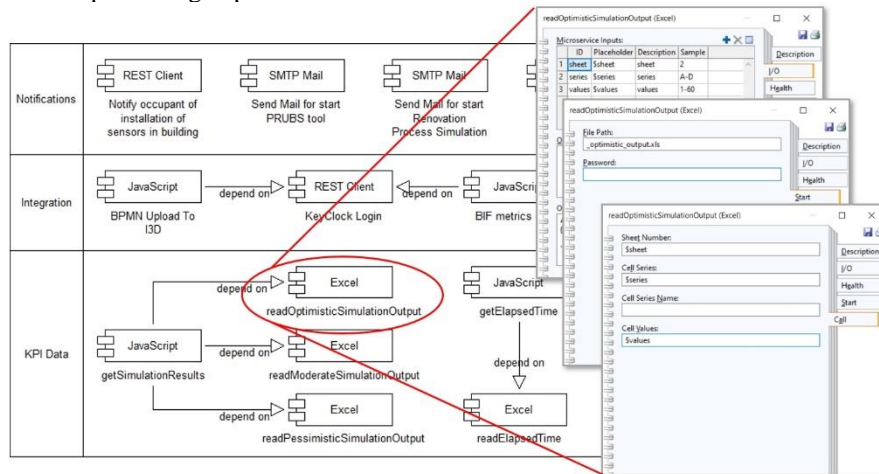 Notifications
REST Client
Notify occupant of
installation of
sensors in building
SMTP Mail
Send Mail for start
PRUBS tool
SMTP Mail
Send Mail for start
Renovation
Process Simulation
Integration
JavaScript
BPMN Upload To
I3D
depend on
REST Client
KeyClock Login
depend on
BIF metrics
KPI Data
JavaScript
getSimulationResults
depend on
Excel
readOptimisticSimulationOutput
depend on
Excel
readModerateSimulationOutput
depend on
Excel
readPessimisticSimulationOutput
JavaScript
getElapsedTime
depend on
Excel
readElapsedTime
readOptimisticSimulationOutput (Excel)
Microservice Inputs:
ID Placeholder Description Sample
1 sheet $sheet sheet 2
2 series $series series A-D
3 values $values values 1-60
Description
I/O
Health
readOptimisticSimulationOutput (Excel)
File Path:
_optimistic_output.xls
Password:
Description
I/O
Health
Start
readOptimisticSimulationOutput (Excel)
Sheet Number:
$sheet
Cell Series:
$series
Cell Series Name:
Cell Values:
$values
Description
I/O
Health
Start
Call